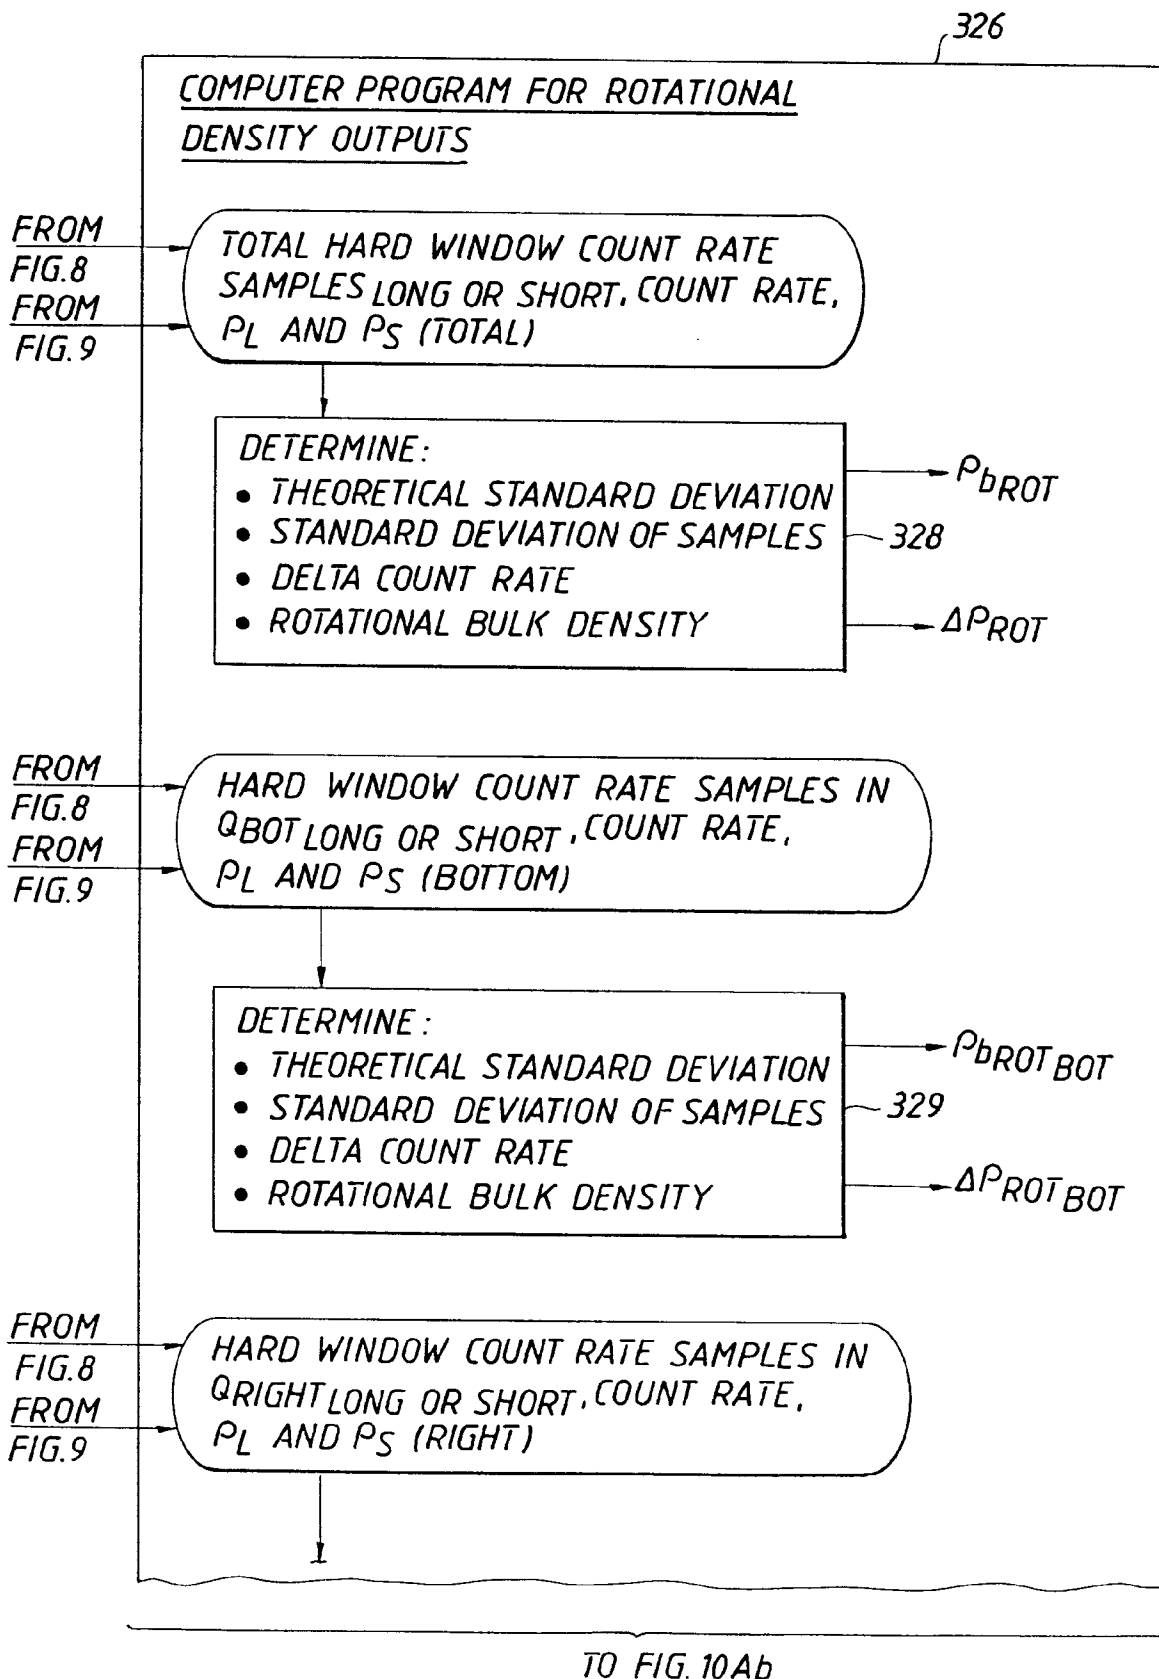 326
COMPUTER PROGRAM FOR ROTATIONAL
DENSITY OUTPUTS
FROM
FIG.8
FROM
FIG.9
TOTAL HARD WINDOW COUNT RATE
SAMPLES LONG OR SHORT, COUNT RATE,
ρL AND ρS (TOTAL)
DETERMINE:
• THEORETICAL STANDARD DEVIATION
• STANDARD DEVIATION OF SAMPLES
• DELTA COUNT RATE
• ROTATIONAL BULK DENSITY
ρbROT
328
ΔρROT
FROM
FIG.8
FROM
FIG.9
HARD WINDOW COUNT RATE SAMPLES IN
QBOT LONG OR SHORT, COUNT RATE,
ρL AND ρS (BOTTOM)
DETERMINE:
• THEORETICAL STANDARD DEVIATION
• STANDARD DEVIATION OF SAMPLES
• DELTA COUNT RATE
• ROTATIONAL BULK DENSITY
ρbROT BOT
329
ΔρROT BOT
FROM
FIG.8
FROM
FIG.9
HARD WINDOW COUNT RATE SAMPLES IN
QRIGHT LONG OR SHORT, COUNT RATE,
ρL AND ρS (RIGHT)
TO FIG. 10Ab